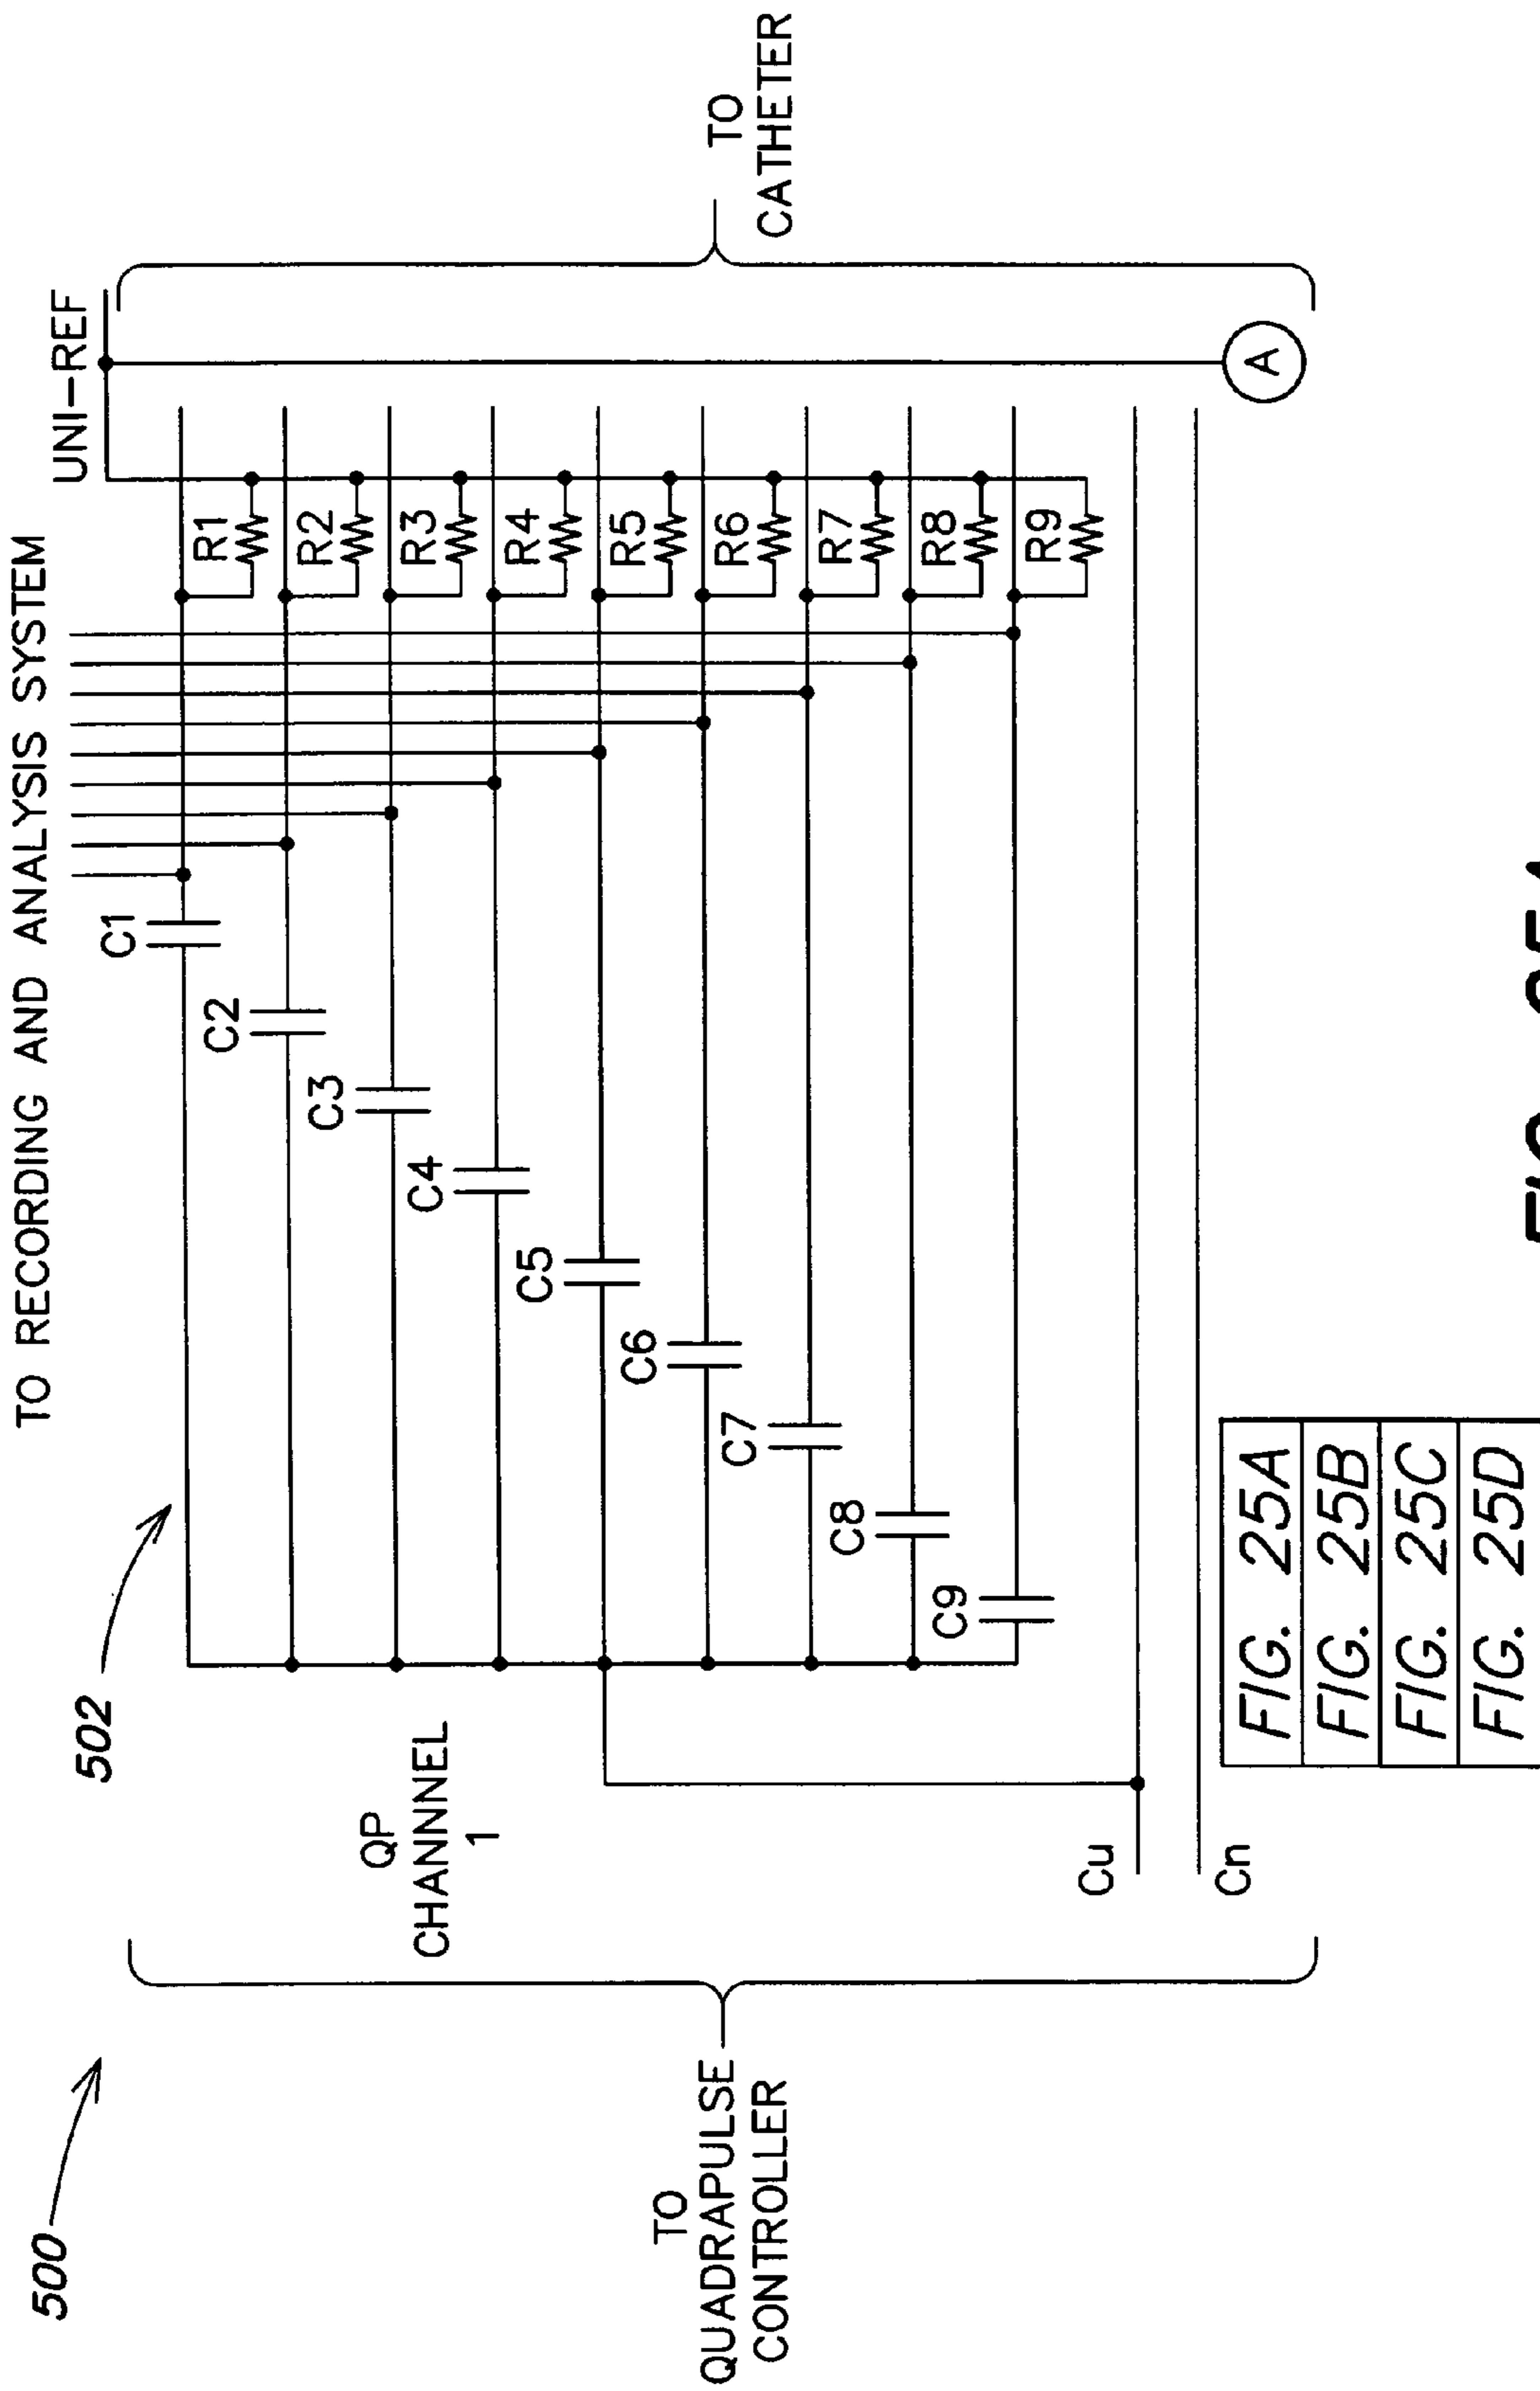 500
502
TO RECORDING AND ANALYSIS SYSTEM
UNI-REF
TO
CATHETER
TO
QUADRAPULSE
CONTROLLER
QP
CHANNNEL
1
C1
C2
C3
C4
C5
C6
C7
C8
C9
R1
R2
R3
R4
R5
R6
R7
R8
R9
Cu
Cn
A
FIG. 25A
FIG. 25B
FIG. 25C
FIG. 25D